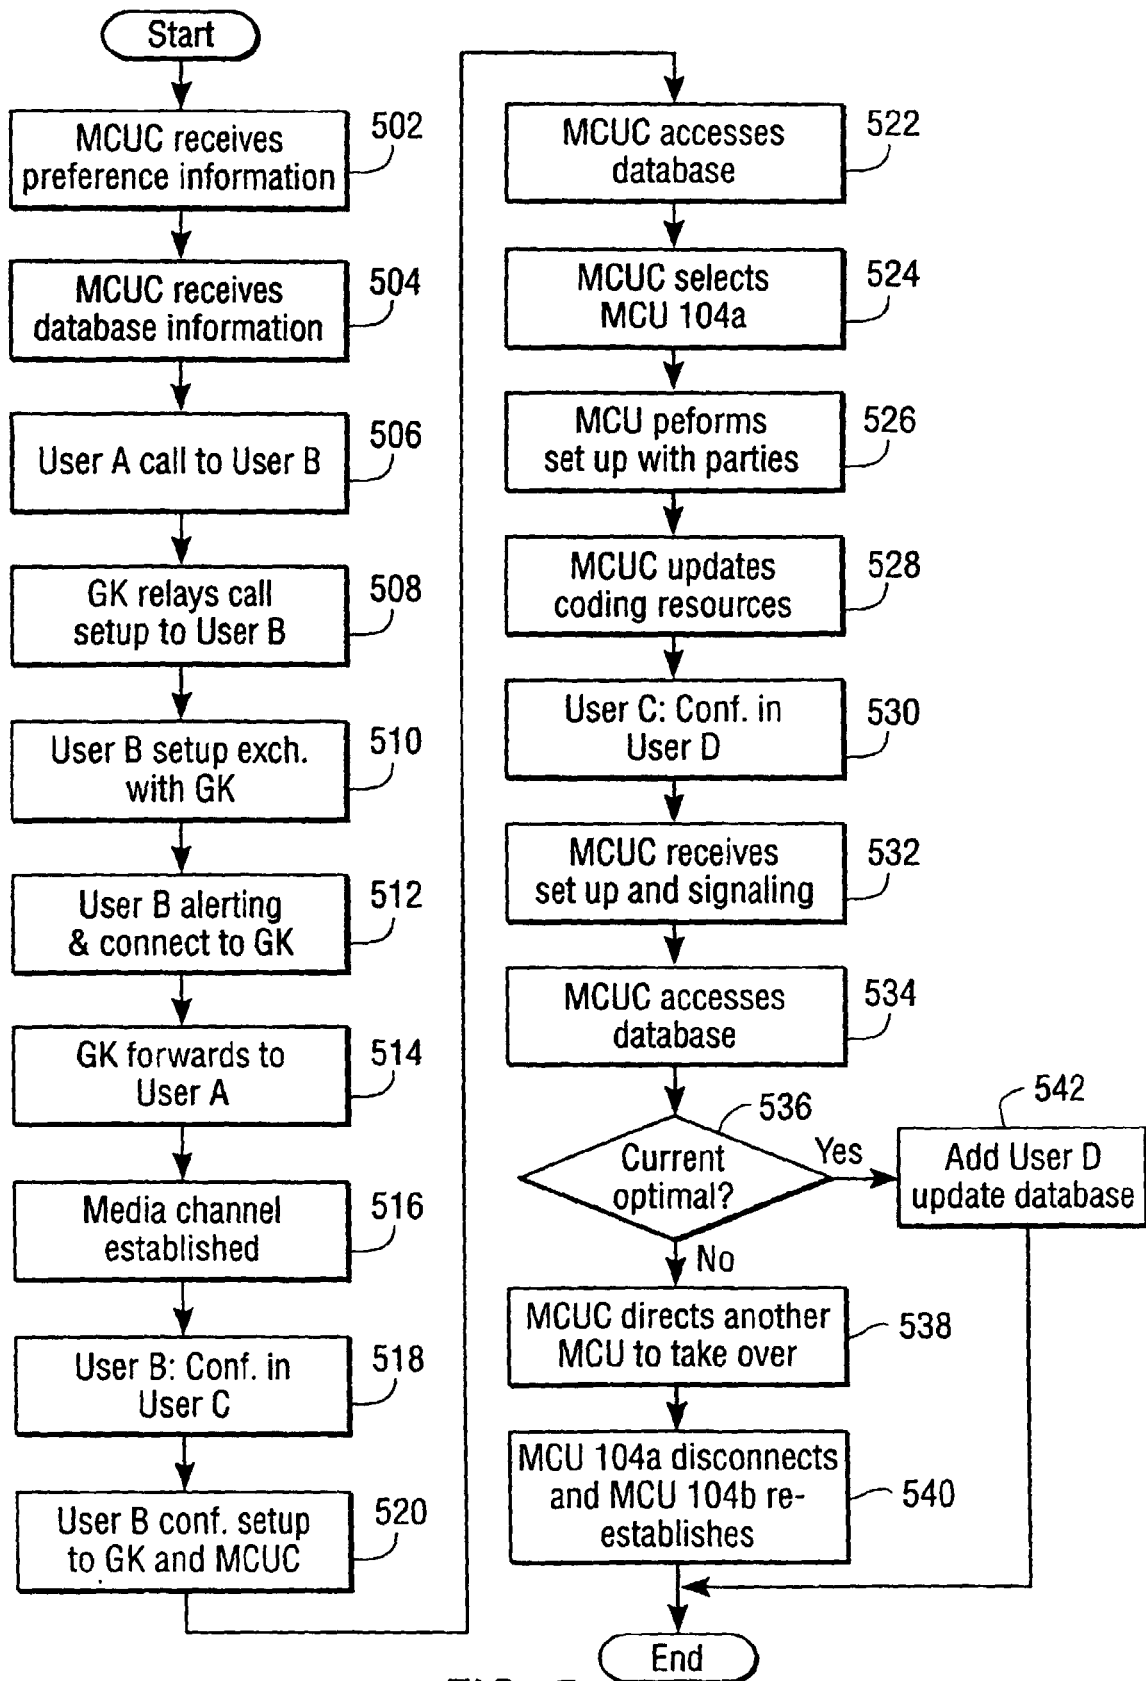 Start
MCUC receives
preference information
502
MCUC receives
database information
504
User A call to User B
506
GK relays call
setup to User B
508
User B setup exch.
with GK
510
User B alerting
& connect to GK
512
GK forwards to
User A
514
Media channel
established
516
User B: Conf. in
User C
518
User B conf. setup
to GK and MCUC
520
MCUC accesses
database
522
MCUC selects
MCU 104a
524
MCU peforms
set up with parties
526
MCUC updates
coding resources
528
User C: Conf. in
User D
530
MCUC receives
set up and signaling
532
MCUC accesses
database
534
Current
optimal?
536
Yes
Add User D
update database
542
No
MCUC directs another
MCU to take over
538
MCU 104a disconnects
and MCU 104b re-
establishes
540
End